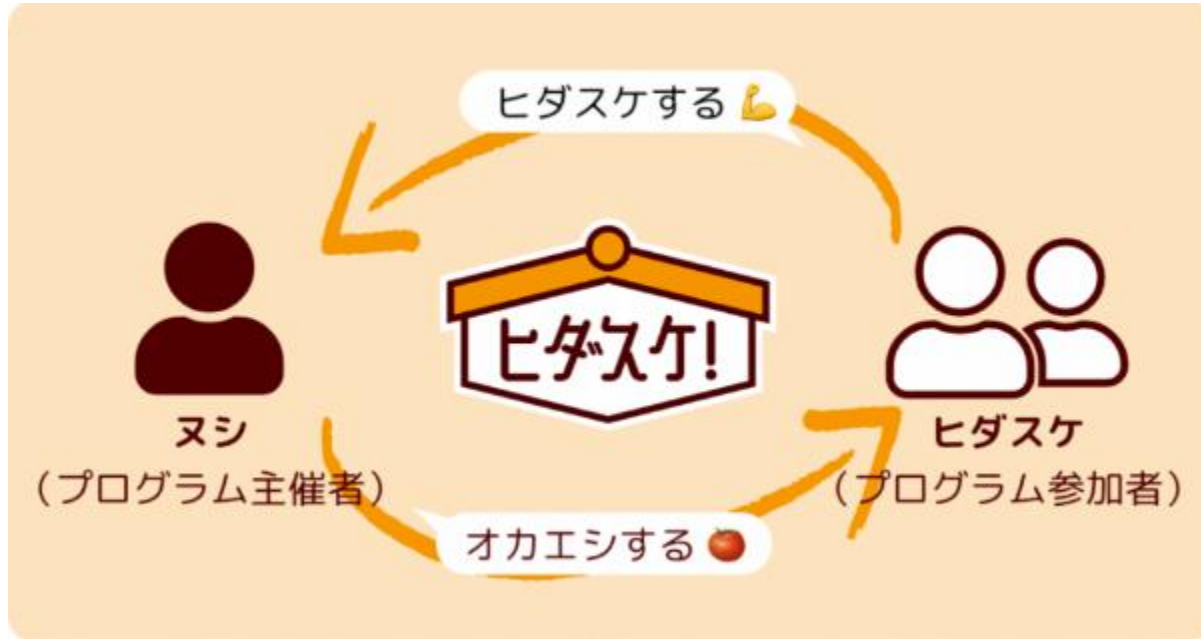 ヒダスケする💪
ヒダスケ!
ヌシ
(プログラム主催者)
ヒダスケ
(プログラム参加者)
オカエシする🍅